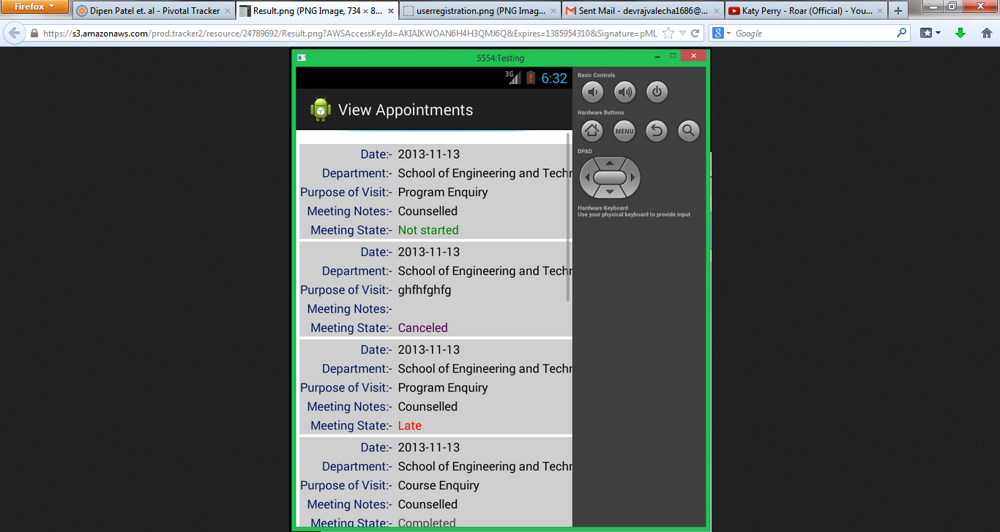 Firefox
Dipen Patel et. al - Pivotal Tracker
Result.png (PNG Image, 734 × 8...
userregistration.png (PNG Imag...
Sent Mail - devrajvalecha1686@...
Katy Perry - Roar (Official) - You...
https://s3.amazonaws.com/prod.tracker2/resource/24789692/Result.png?AWSAccessKeyId=AKIAIKWOAN6H4H3QMJ6Q&Expires=1385954310&Signature=pML
Google
5554:Testing
3G
6:32
View Appointments
Date:- 2013-11-13
Department:- School of Engineering and Techn
Purpose of Visit:- Program Enquiry
Meeting Notes:- Counselled
Meeting State:- Not started
Date:- 2013-11-13
Department:- School of Engineering and Techn
Purpose of Visit:- ghfhfghfg
Meeting Notes:-
Meeting State:- Canceled
Date:- 2013-11-13
Department:- School of Engineering and Techn
Purpose of Visit:- Program Enquiry
Meeting Notes:- Counselled
Meeting State:- Late
Date:- 2013-11-13
Department:- School of Engineering and Techn
Purpose of Visit:- Course Enquiry
Meeting Notes:- Counselled
Meeting State:- Completed
Basic Controls
Hardware Buttons
MENU
DPAD
Hardware Keyboard
Use your physical keyboard to provide input